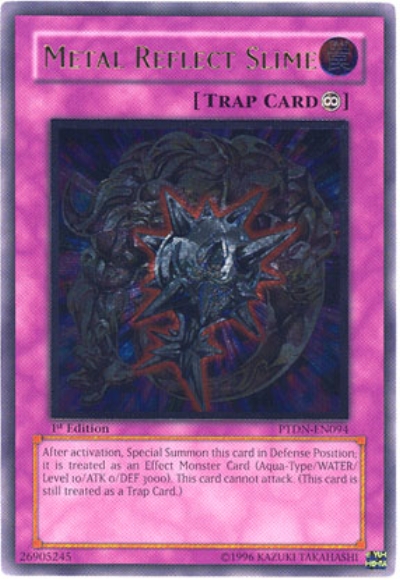 METAL REFLECT SLIME
[TRAP CARD]
1st Edition
PTDN-EN094
After activation, Special Summon this card in Defense Position;
it is treated as an Effect Monster Card (Aqua-Type/WATER/
Level 10/ATK 0/DEF 3000). This card cannot attack. (This card is
still treated as a Trap Card.)
26905245
©1996 KAZUKI TAKAHASHI